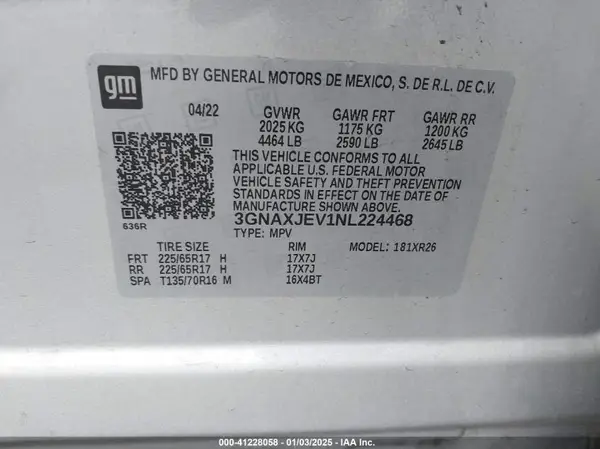 gm MFD BY GENERAL MOTORS DE MEXICO, S. DE R.L. DE C.V.
04/22 GVWR GAWR FRT GAWR RR
2025 KG 1175 KG 1200 KG
4464 LB 2590 LB 2645 LB
THIS VEHICLE CONFORMS TO ALL
APPLICABLE U.S. FEDERAL MOTOR
VEHICLE SAFETY AND THEFT PREVENTION
STANDARDS IN EFFECT ON THE DATE OF
MANUFACTURE SHOWN ABOVE.
3GNAXJEV1NL224468
636R TYPE: MPV MODEL: 181XR26
TIRE SIZE RIM
FRT 225/65R17 H 17X7J
RR 225/65R17 H 17X7J
SPA T135/70R16 M 16X4BT
000-41228058 - 01/03/2025 - IAA Inc.